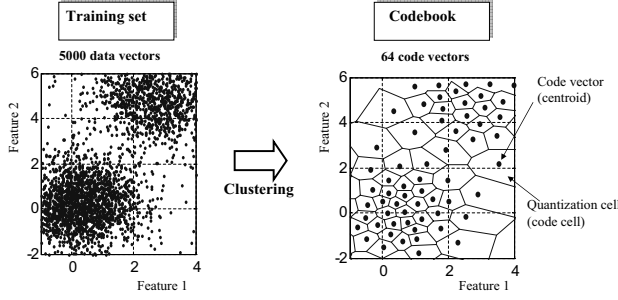 Training set
Codebook
5000 data vectors
64 code vectors
6
4
2
0
-2
Feature 2
0
2
4
Feature 1
Clustering
6
4
2
0
-2
Feature 2
0
2
4
Feature 1
Code vector
(centroid)
Quantization cell
(code cell)